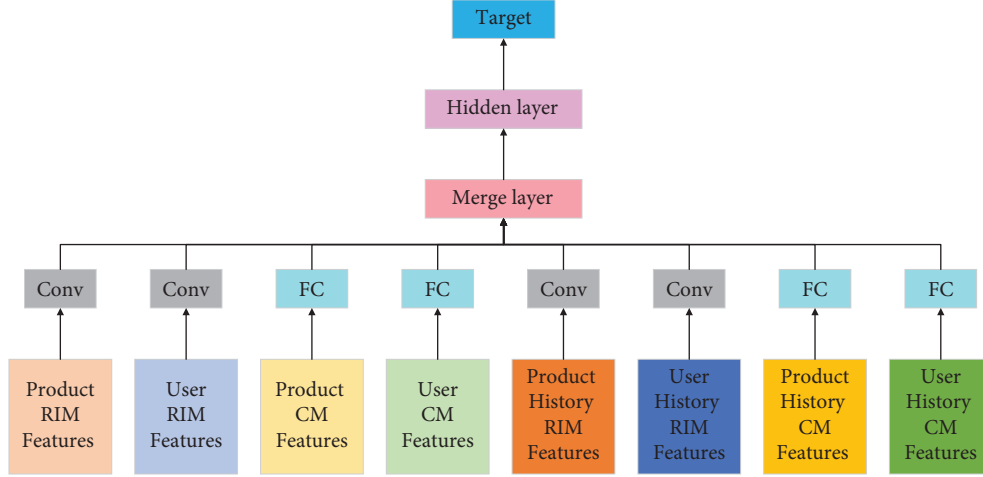 Target
Hidden layer
Merge layer
Conv
Conv
FC
FC
Conv
Conv
FC
FC
Product
RIM
Features
User
RIM
Features
Product
CM
Features
User
CM
Features
Product
History
RIM
Features
User
History
RIM
Features
Product
History
CM
Features
User
History
CM
Features